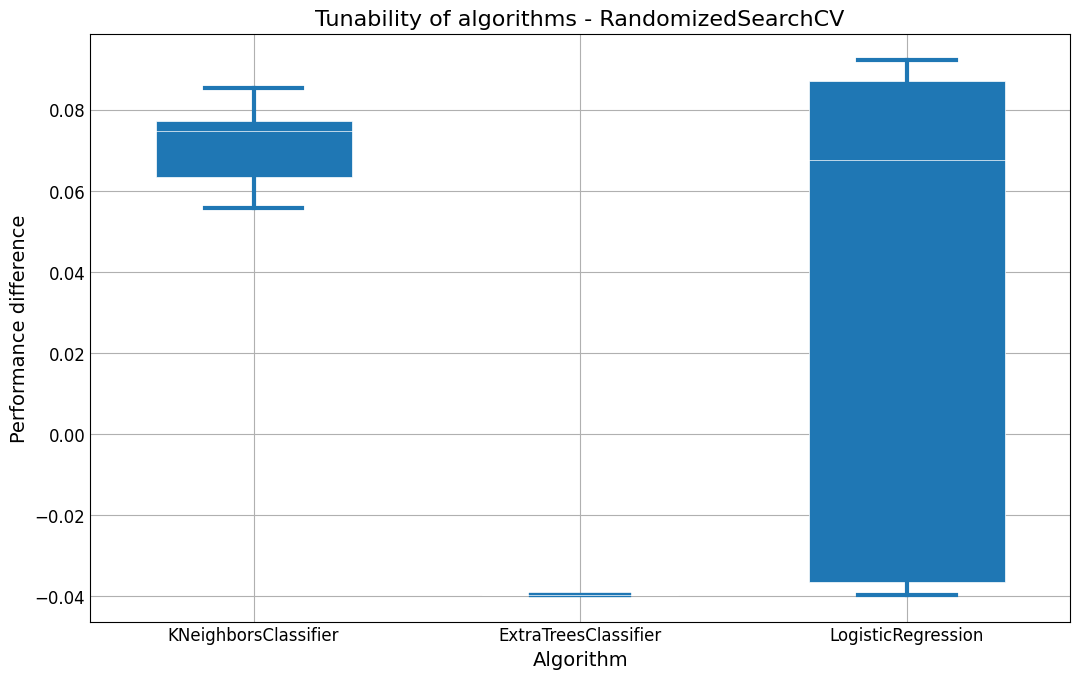 Tunability of algorithms - RandomizedSearchCV
Performance difference
0.08
0.06
0.04
0.02
0.00
−0.02
−0.04
KNeighborsClassifier
ExtraTreesClassifier
LogisticRegression
Algorithm